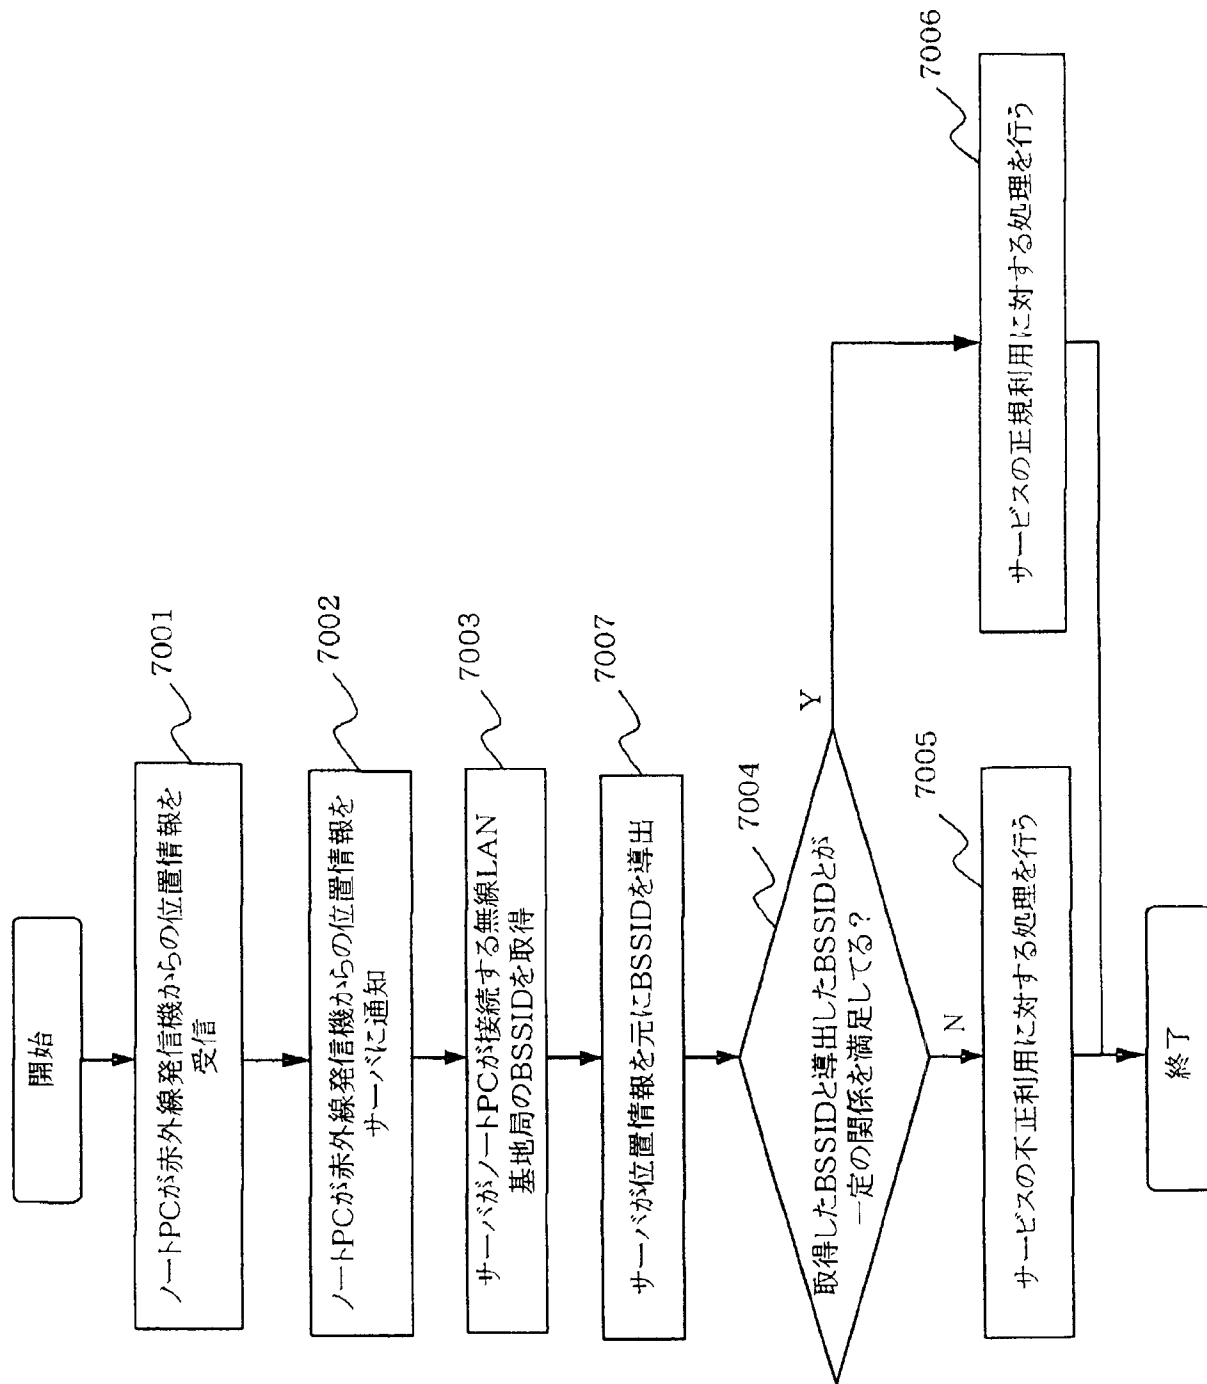 開始
ノートPCが赤外線発信機からの位置情報を
受信
7001
ノートPCが赤外線発信機からの位置情報を
サーバに通知
7002
サーバがノートPCが接続する無線LAN
基地局のBSSIDを取得
7003
サーバが位置情報を元にBSSIDを導出
7007
取得したBSSIDと導出したBSSIDとが
一定の関係を満足してる?
7004
Y
N
サービスの不正利用に対する処理を行う
7005
サービスの正規利用に対する処理を行う
7006
終了